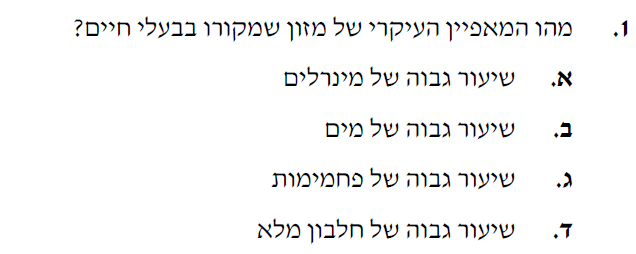 1. מהו המאפיין העיקרי של מזון שמקורו בבעלי חיים?
א. שיעור גבוה של מינרלים
ב. שיעור גבוה של מים
ג. שיעור גבוה של פחמימות
ד. שיעור גבוה של חלבון מלא